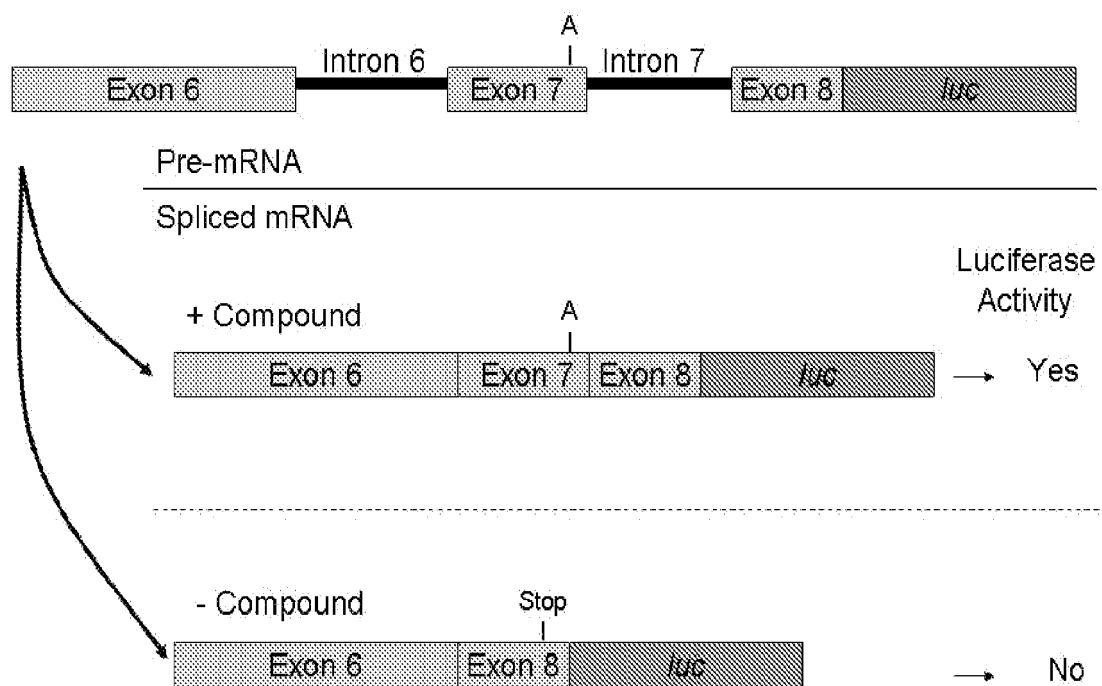 A
Intron 6 Intron 7
Exon 6 Exon 7 Exon 8 luc
Pre-mRNA
Spliced mRNA
Luciferase
Activity
+ Compound A
Exon 6 Exon 7 Exon 8 luc Yes
- Compound Stop
Exon 6 Exon 8 luc No